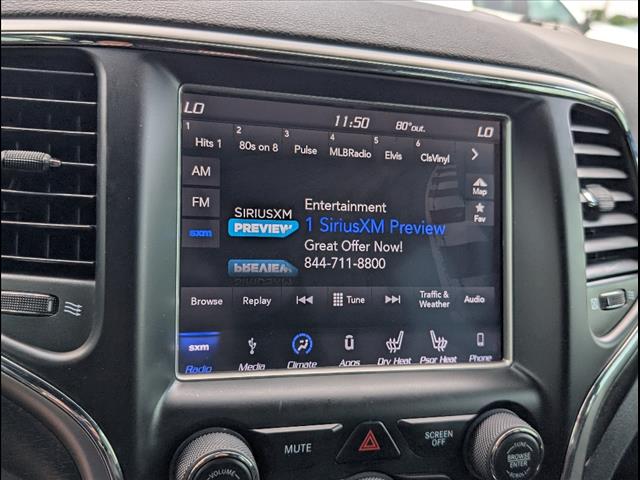 LO 11:50 80°out. LO
1 2 3 4 5 6
Hits 1 80s on 8 Pulse MLBRadio Elvis ClsVinyl
AM
FM
sxm
Map
Fav
SIRIUSXM
PREVIEW
Entertainment
1 SiriusXM Preview
Great Offer Now!
844-711-8800
Browse Replay Tune Traffic & Weather Audio
sxm
Radio Media Climate Apps Drv Heat Psgr Heat Phone
MUTE
SCREEN
OFF
VOLUME
BROWSE
ENTER
SCROLL